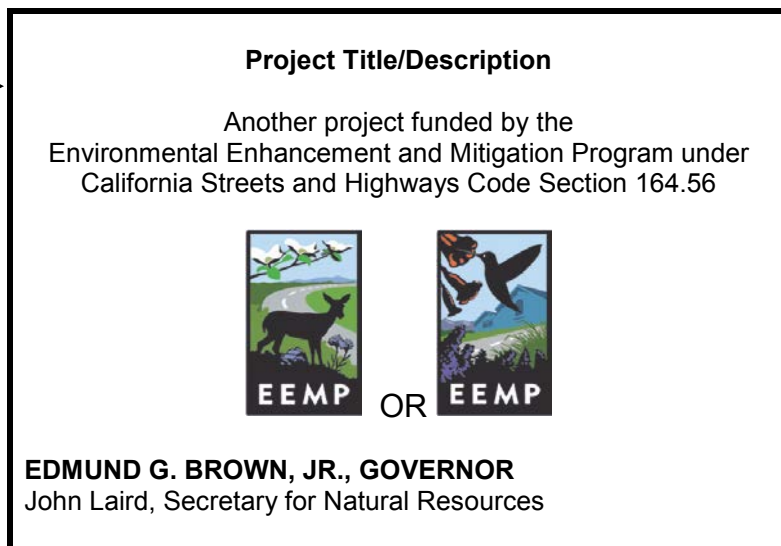 Project Title/Description
Another project funded by the
Environmental Enhancement and Mitigation Program under
California Streets and Highways Code Section 164.56
EEMP OR EEMP
EDMUND G. BROWN, JR., GOVERNOR
John Laird, Secretary for Natural Resources